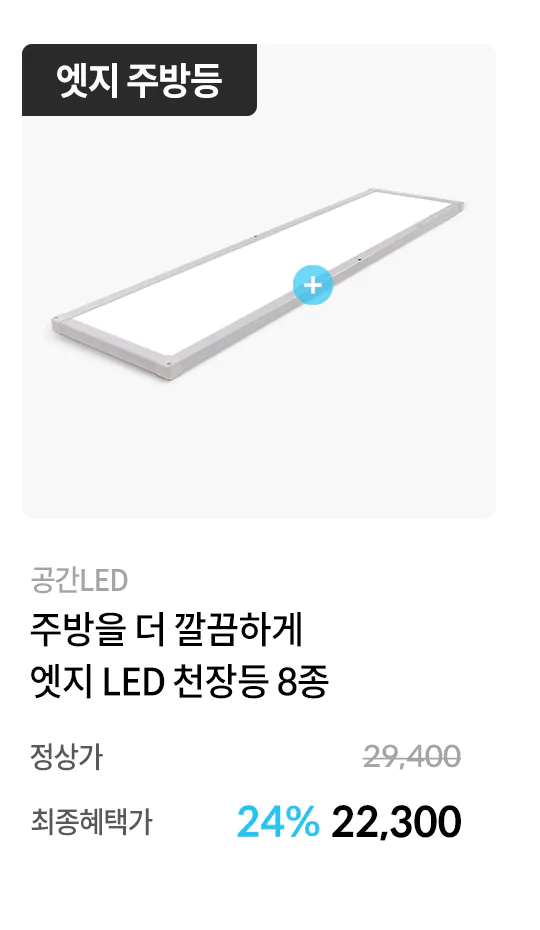 엣지 주방등
공간LED
주방을 더 깔끔하게
엣지 LED 천장등 8종
정상가 29,400
최종혜택가 24% 22,300